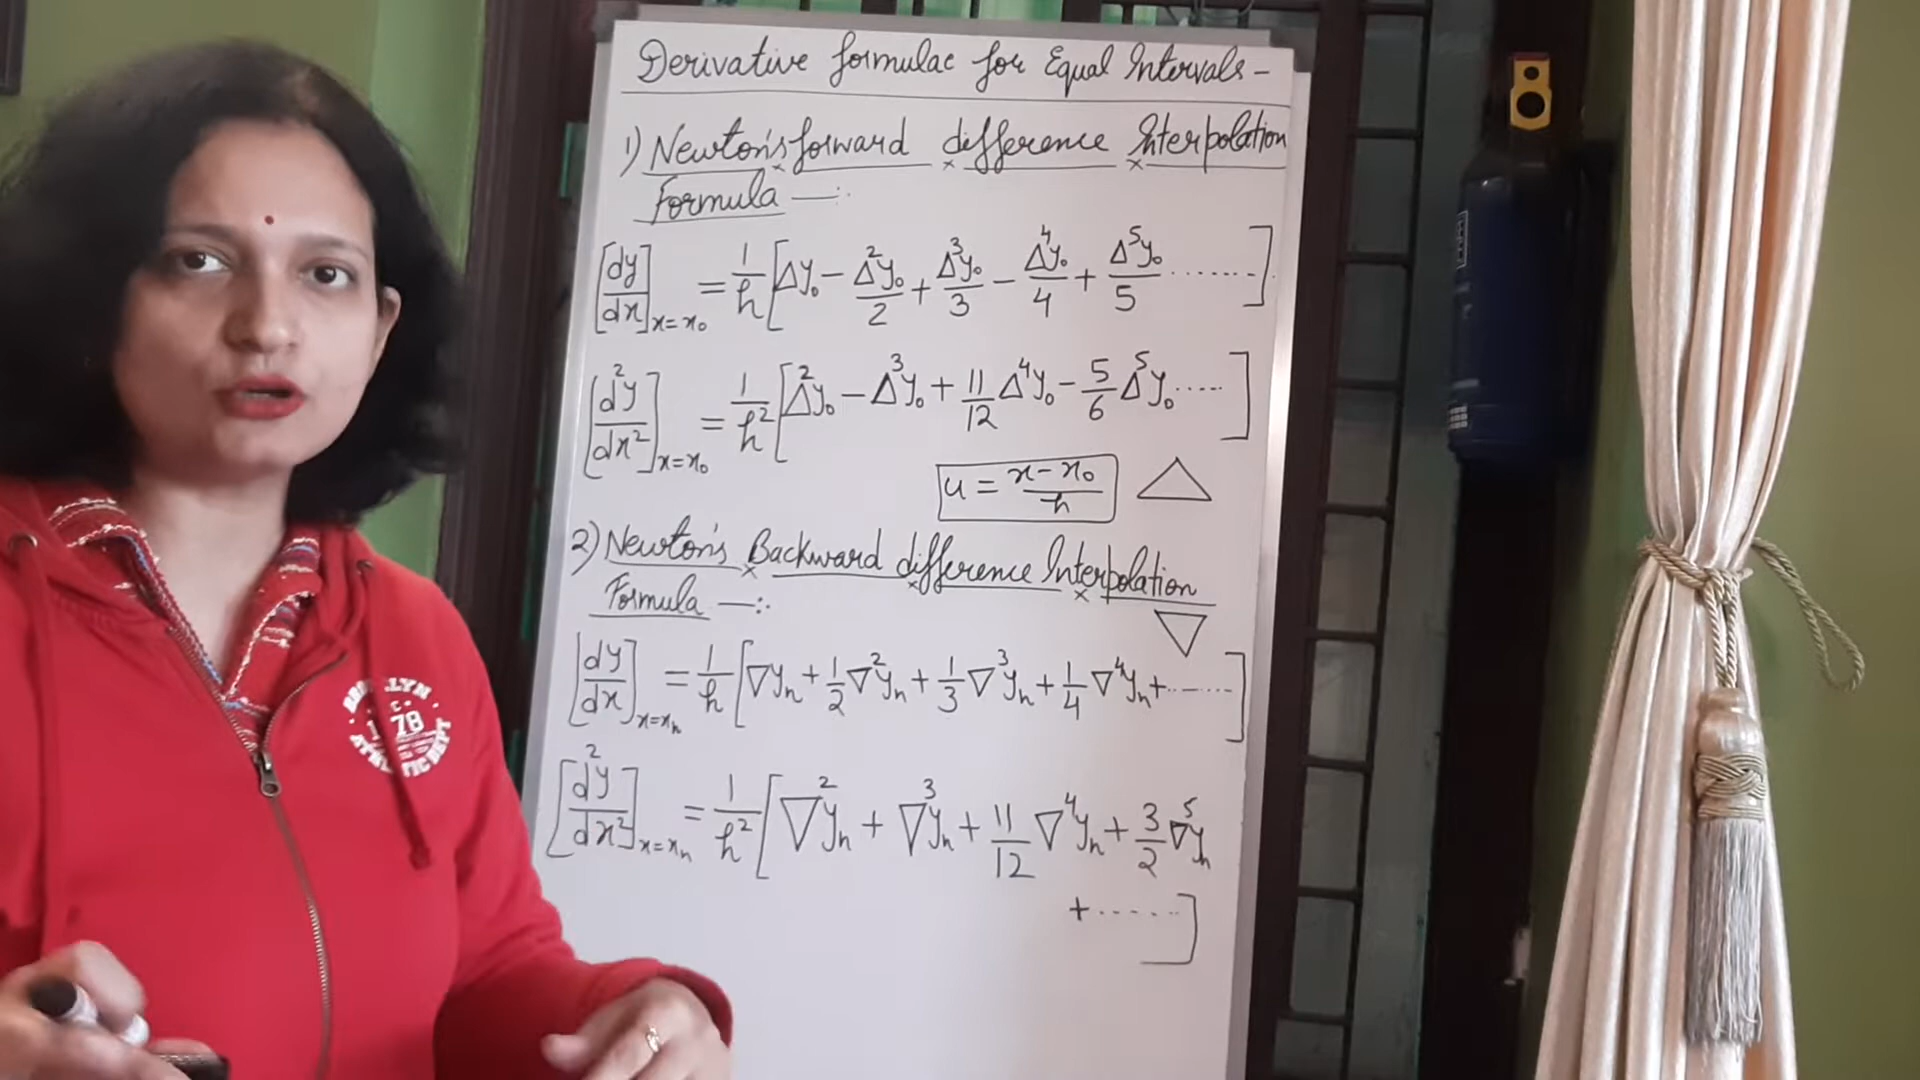 Derivative formulae for Equal Intervals -
1) Newton's forward difference Interpolation
Formula —:
[dy/dx]ₓ₌ₓ₀ = 1/h [Δy₀ - Δ²y₀/2 + Δ³y₀/3 - Δ⁴y₀/4 + Δ⁵y₀/5 ........]
[d²y/dx²]ₓ₌ₓ₀ = 1/h² [Δ²y₀ - Δ³y₀ + 11/12 Δ⁴y₀ - 5/6 Δ⁵y₀ .....]
u = x - x₀/h △
2) Newton's Backward difference Interpolation
Formula —:
▽
[dy/dx]ₓ₌ₓₙ = 1/h [∇yₙ + 1/2 ∇²yₙ + 1/3 ∇³yₙ + 1/4 ∇⁴yₙ + .......]
[d²y/dx²]ₓ₌ₓₙ = 1/h² [∇²yₙ + ∇³yₙ + 11/12 ∇⁴yₙ + 3/2 ∇⁵yₙ
+ ......]
78